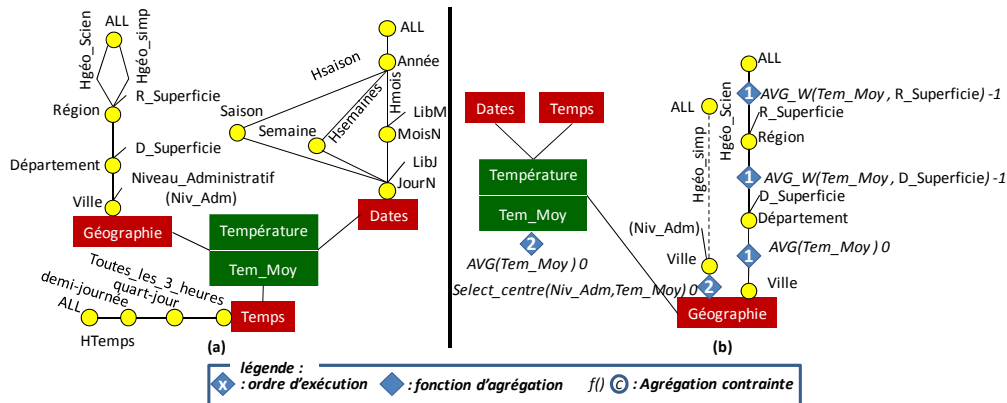 ALL
Hgéo_Scien
Hgéo_simp
R_Superficie
Région
D_Superficie
Département
Niveau_Administratif
(Niv_Adm)
Ville
Géographie
ALL
Année
Hsaison
Hmois
Hsemaines
Saison
Semaine
LibM
MoisN
LibJ
JourN
Dates
Température
Tem_Moy
Toutes_les_3_heures
quart-jour
demi-journée
ALL
HTemps
Temps
(a)
Dates
Temps
Température
Tem_Moy
2
AVG(Tem_Moy ) 0
ALL
Hgéo_simp
Hgéo_Scien
(Niv_Adm)
Ville
2
Select_centre(Niv_Adm,Tem_Moy) 0
ALL
1
AVG_W(Tem_Moy , R_Superficie) -1
R_Superficie
Région
1
AVG_W(Tem_Moy , D_Superficie) -1
D_Superficie
Département
1
AVG(Tem_Moy ) 0
Ville
Géographie
(b)
légende :
x : ordre d'exécution
: fonction d'agrégation
f() C : Agrégation contrainte